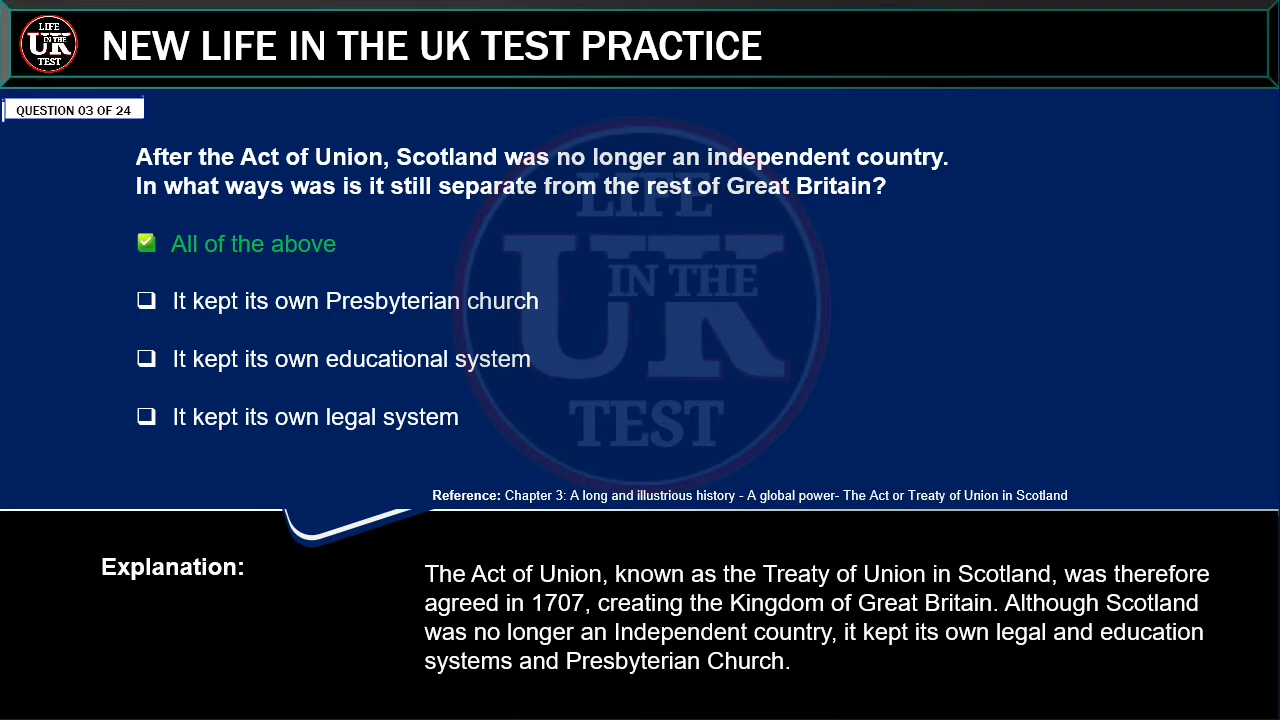 LIFE
IN THE
UK
TEST
NEW LIFE IN THE UK TEST PRACTICE
QUESTION 03 OF 24
After the Act of Union, Scotland was no longer an independent country.
In what ways was is it still separate from the rest of Great Britain?
All of the above
It kept its own Presbyterian church
It kept its own educational system
It kept its own legal system
LIFE
UK
IN THE
TEST
Reference: Chapter 3: A long and illustrious history - A global power- The Act or Treaty of Union in Scotland
Explanation:
The Act of Union, known as the Treaty of Union in Scotland, was therefore
agreed in 1707, creating the Kingdom of Great Britain. Although Scotland
was no longer an Independent country, it kept its own legal and education
systems and Presbyterian Church.